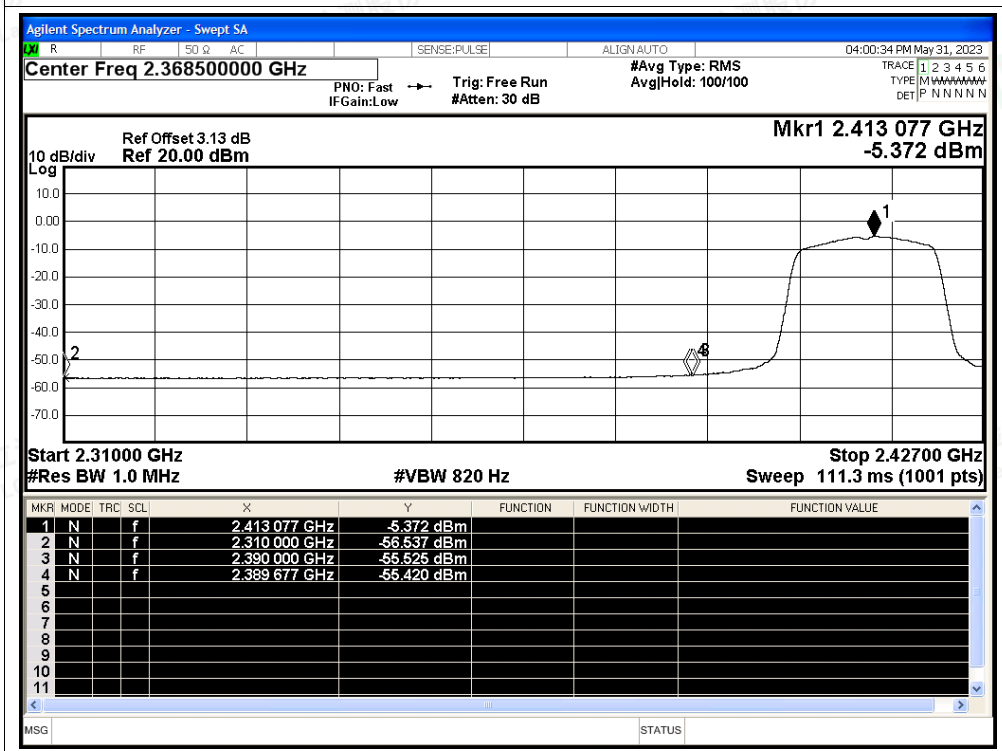 Agilent Spectrum Analyzer - Swept SA
LXI R RF 50 Ω AC SENSE:PULSE ALIGN AUTO 04:00:34 PM May 31, 2023
Center Freq 2.368500000 GHz #Avg Type: RMS TRACE 1 2 3 4 5 6
PNO: Fast Trig: Free Run Avg|Hold: 100/100 TYPE M WWWWW
IFGain:Low #Atten: 30 dB DET P N N N N N
Mkr1 2.413 077 GHz
Ref Offset 3.13 dB -5.372 dBm
10 dB/div Ref 20.00 dBm
Log
10.0
0.00
1
-10.0
-20.0
-30.0
-40.0
-50.0 2 4 3
-60.0
-70.0
Start 2.31000 GHz Stop 2.42700 GHz
#Res BW 1.0 MHz #VBW 820 Hz Sweep 111.3 ms (1001 pts)
MKR MODE TRC SCL X Y FUNCTION FUNCTION WIDTH FUNCTION VALUE
1 N f 2.413 077 GHz -5.372 dBm
2 N f 2.310 000 GHz -56.537 dBm
3 N f 2.390 000 GHz -55.525 dBm
4 N f 2.389 677 GHz -55.420 dBm
5
6
7
8
9
10
11
MSG STATUS